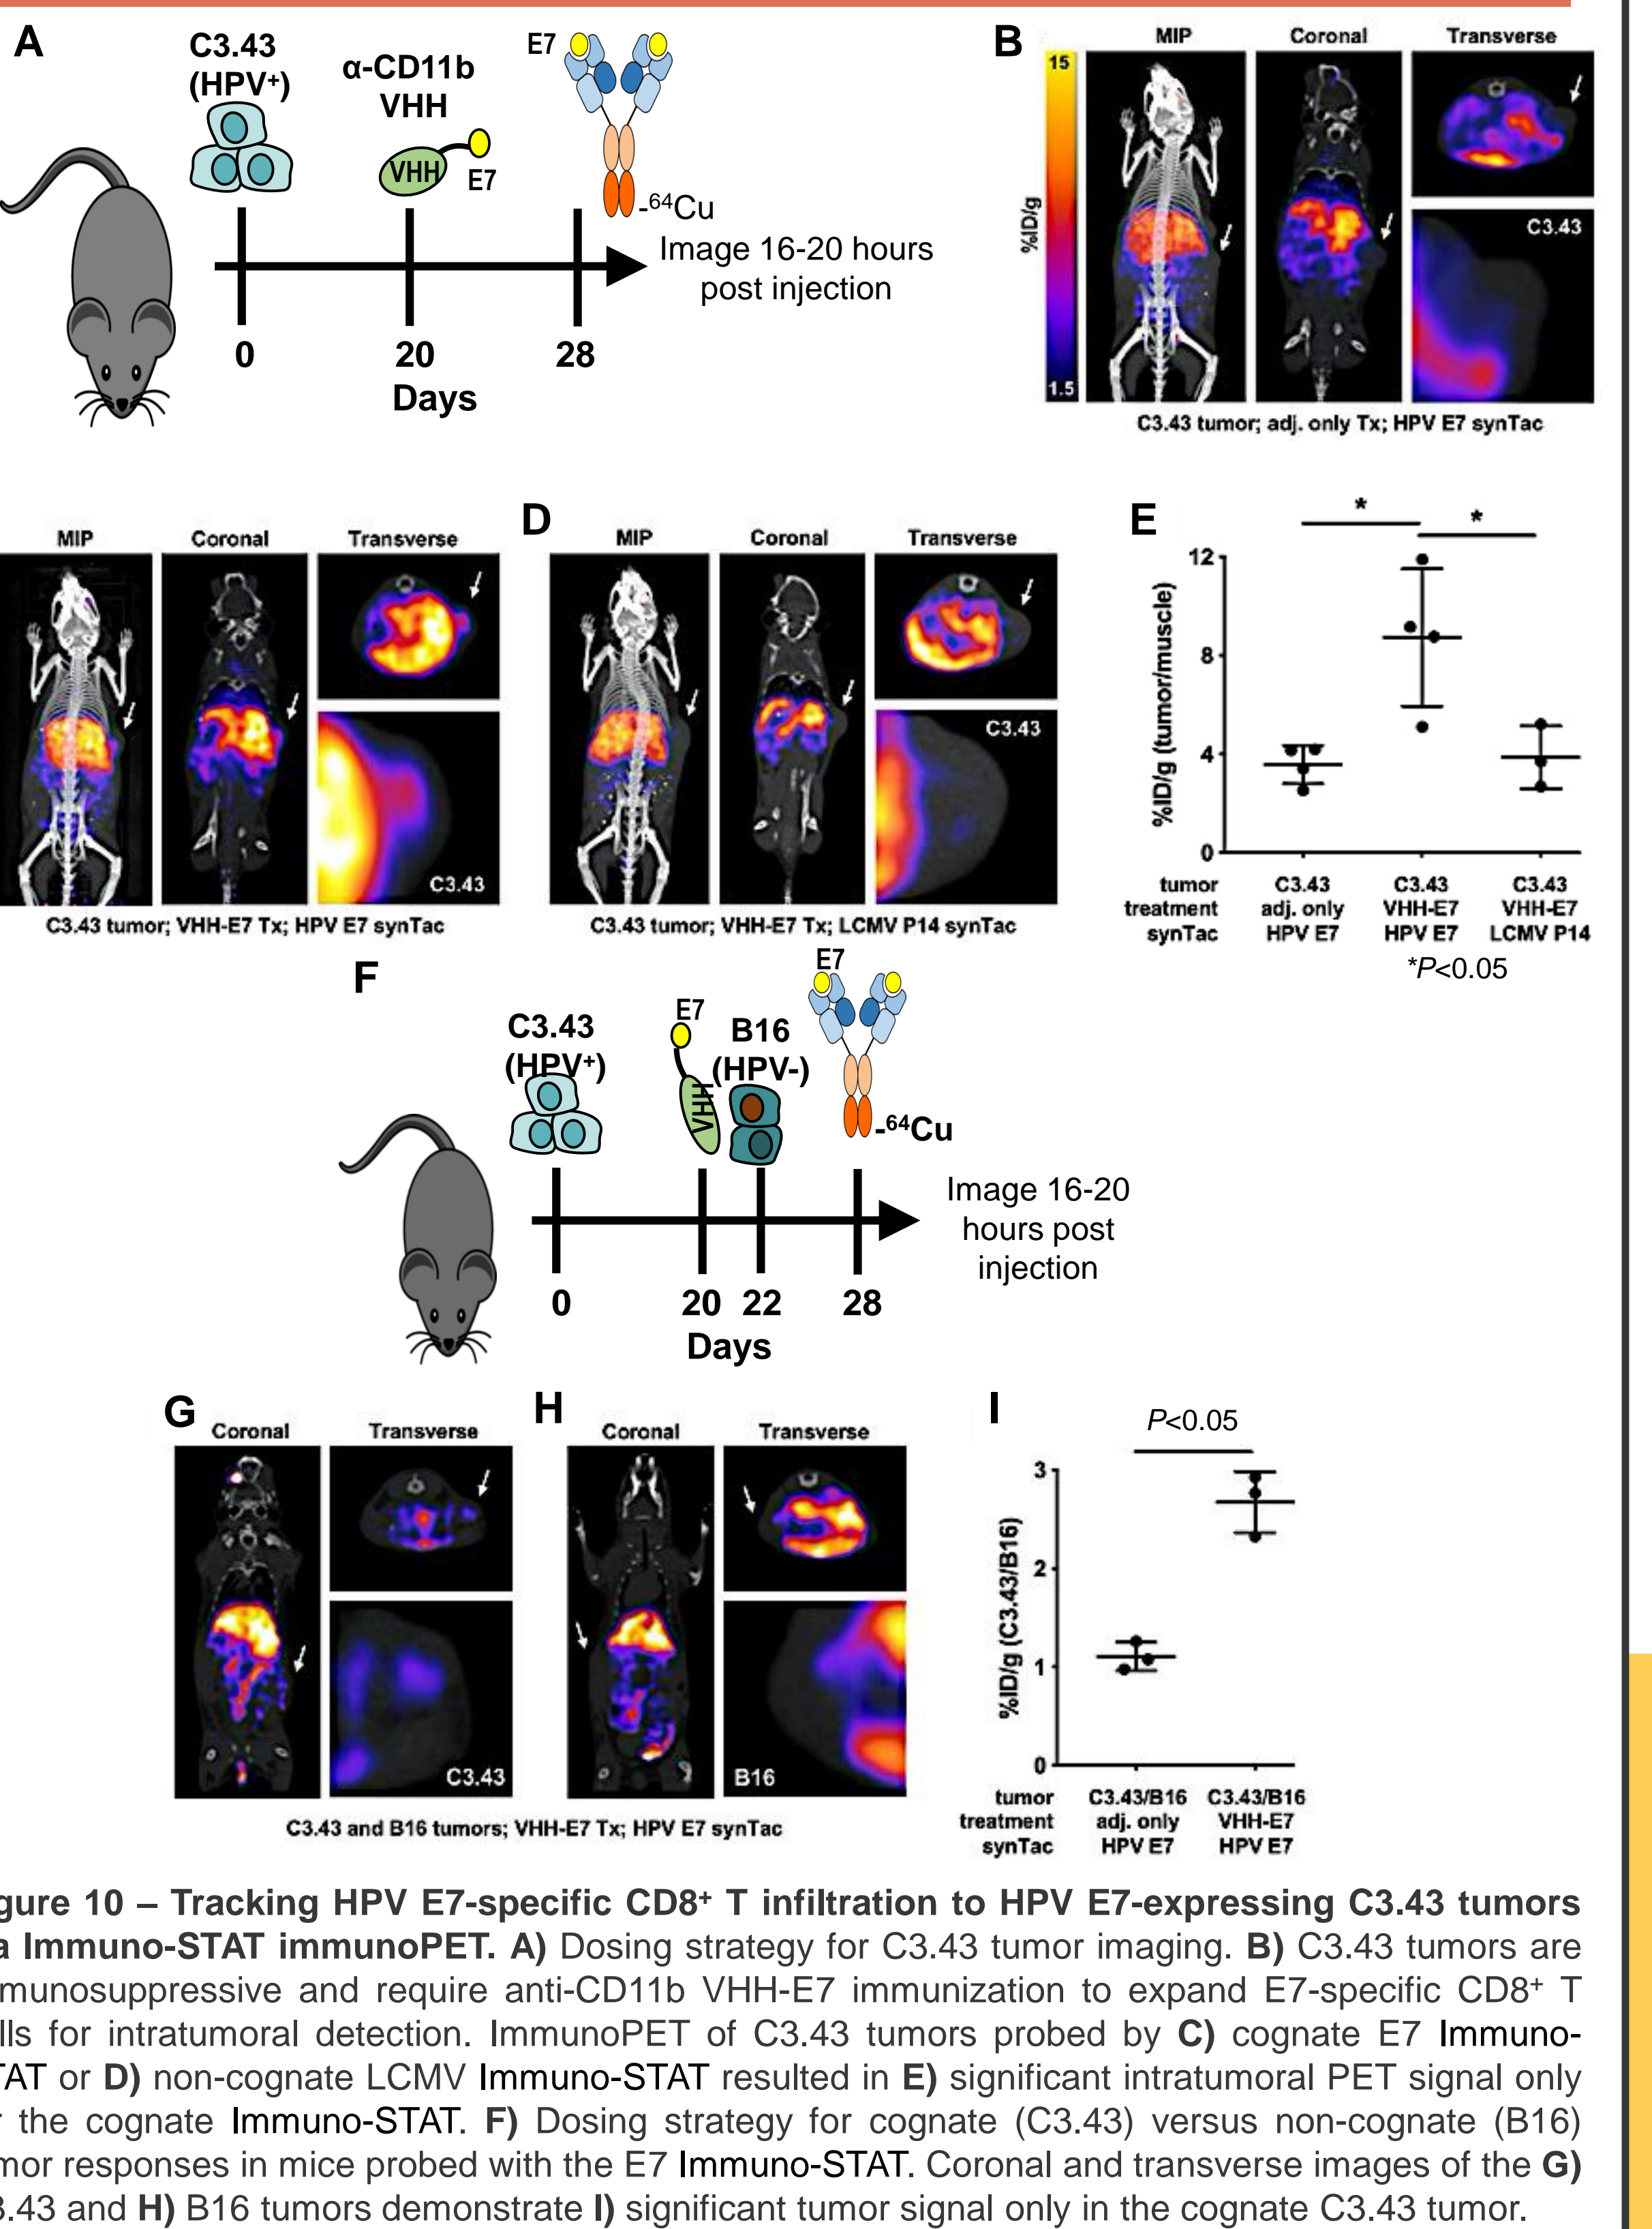 A
C3.43
(HPV+)
α-CD11b
VHH
VHH
E7
E7
-64Cu
Image 16-20 hours
post injection
0
20
28
Days
B
MIP
Coronal
Transverse
15
%ID/g
1.5
C3.43
C3.43 tumor; adj. only Tx; HPV E7 synTac
MIP
Coronal
Transverse
C3.43
C3.43 tumor; VHH-E7 Tx; HPV E7 synTac
D
MIP
Coronal
Transverse
C3.43
C3.43 tumor; VHH-E7 Tx; LCMV P14 synTac
E
*
*
%ID/g (tumor/muscle)
12
8
4
0
tumor C3.43 C3.43 C3.43
treatment adj. only VHH-E7 VHH-E7
synTac HPV E7 HPV E7 LCMV P14
*P<0.05
F
C3.43
(HPV+)
E7
VHH
B16
(HPV-)
E7
-64Cu
Image 16-20
hours post
injection
0
20
22
28
Days
G
Coronal
Transverse
C3.43
H
Coronal
Transverse
B16
C3.43 and B16 tumors; VHH-E7 Tx; HPV E7 synTac
I
P<0.05
%ID/g (C3.43/B16)
3
2
1
0
tumor C3.43/B16 C3.43/B16
treatment adj. only VHH-E7
synTac HPV E7 HPV E7
gure 10 – Tracking HPV E7-specific CD8+ T infiltration to HPV E7-expressing C3.43 tumors
a Immuno-STAT immunoPET. A) Dosing strategy for C3.43 tumor imaging. B) C3.43 tumors are
munosuppressive and require anti-CD11b VHH-E7 immunization to expand E7-specific CD8+ T
lls for intratumoral detection. ImmunoPET of C3.43 tumors probed by C) cognate E7 Immuno-
TAT or D) non-cognate LCMV Immuno-STAT resulted in E) significant intratumoral PET signal only
r the cognate Immuno-STAT. F) Dosing strategy for cognate (C3.43) versus non-cognate (B16)
mor responses in mice probed with the E7 Immuno-STAT. Coronal and transverse images of the G)
3.43 and H) B16 tumors demonstrate I) significant tumor signal only in the cognate C3.43 tumor.